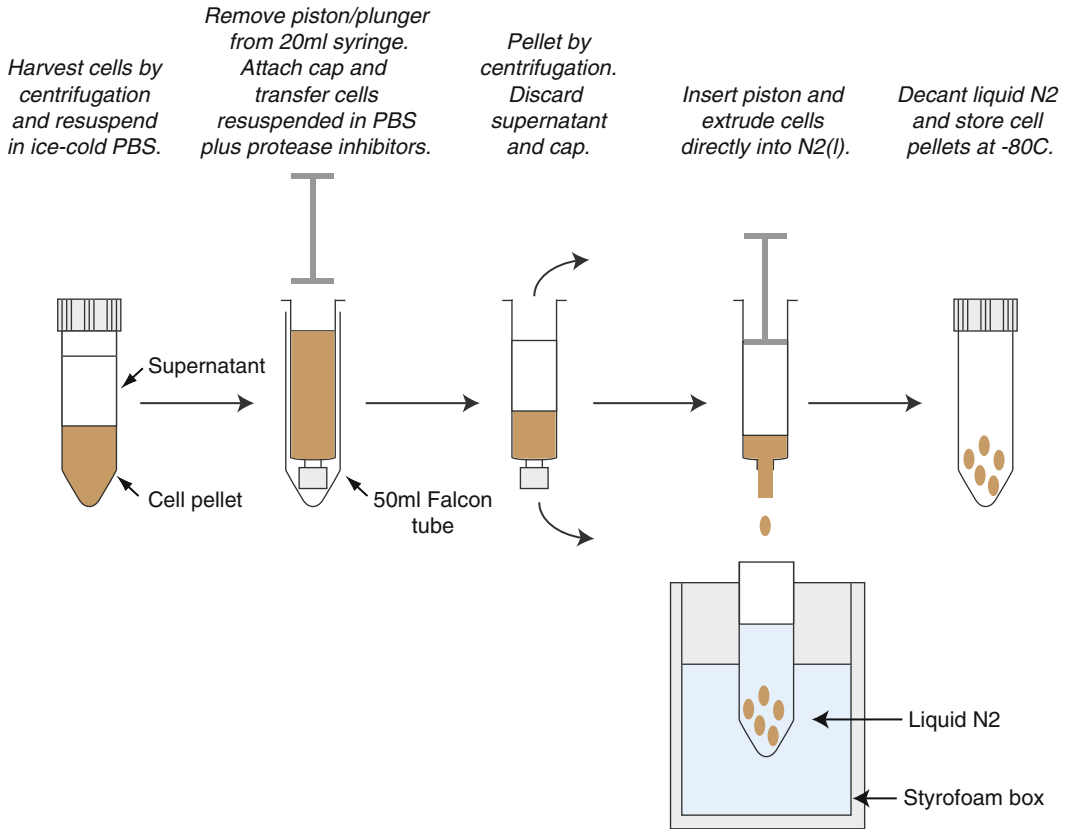 Harvest cells by
centrifugation
and resuspend
in ice-cold PBS.
Remove piston/plunger
from 20ml syringe.
Attach cap and
transfer cells
resuspended in PBS
plus protease inhibitors.
Pellet by
centrifugation.
Discard
supernatant
and cap.
Insert piston and
extrude cells
directly into N2(l).
Decant liquid N2
and store cell
pellets at -80C.
Supernatant
Cell pellet
50ml Falcon
tube
Liquid N2
Styrofoam box